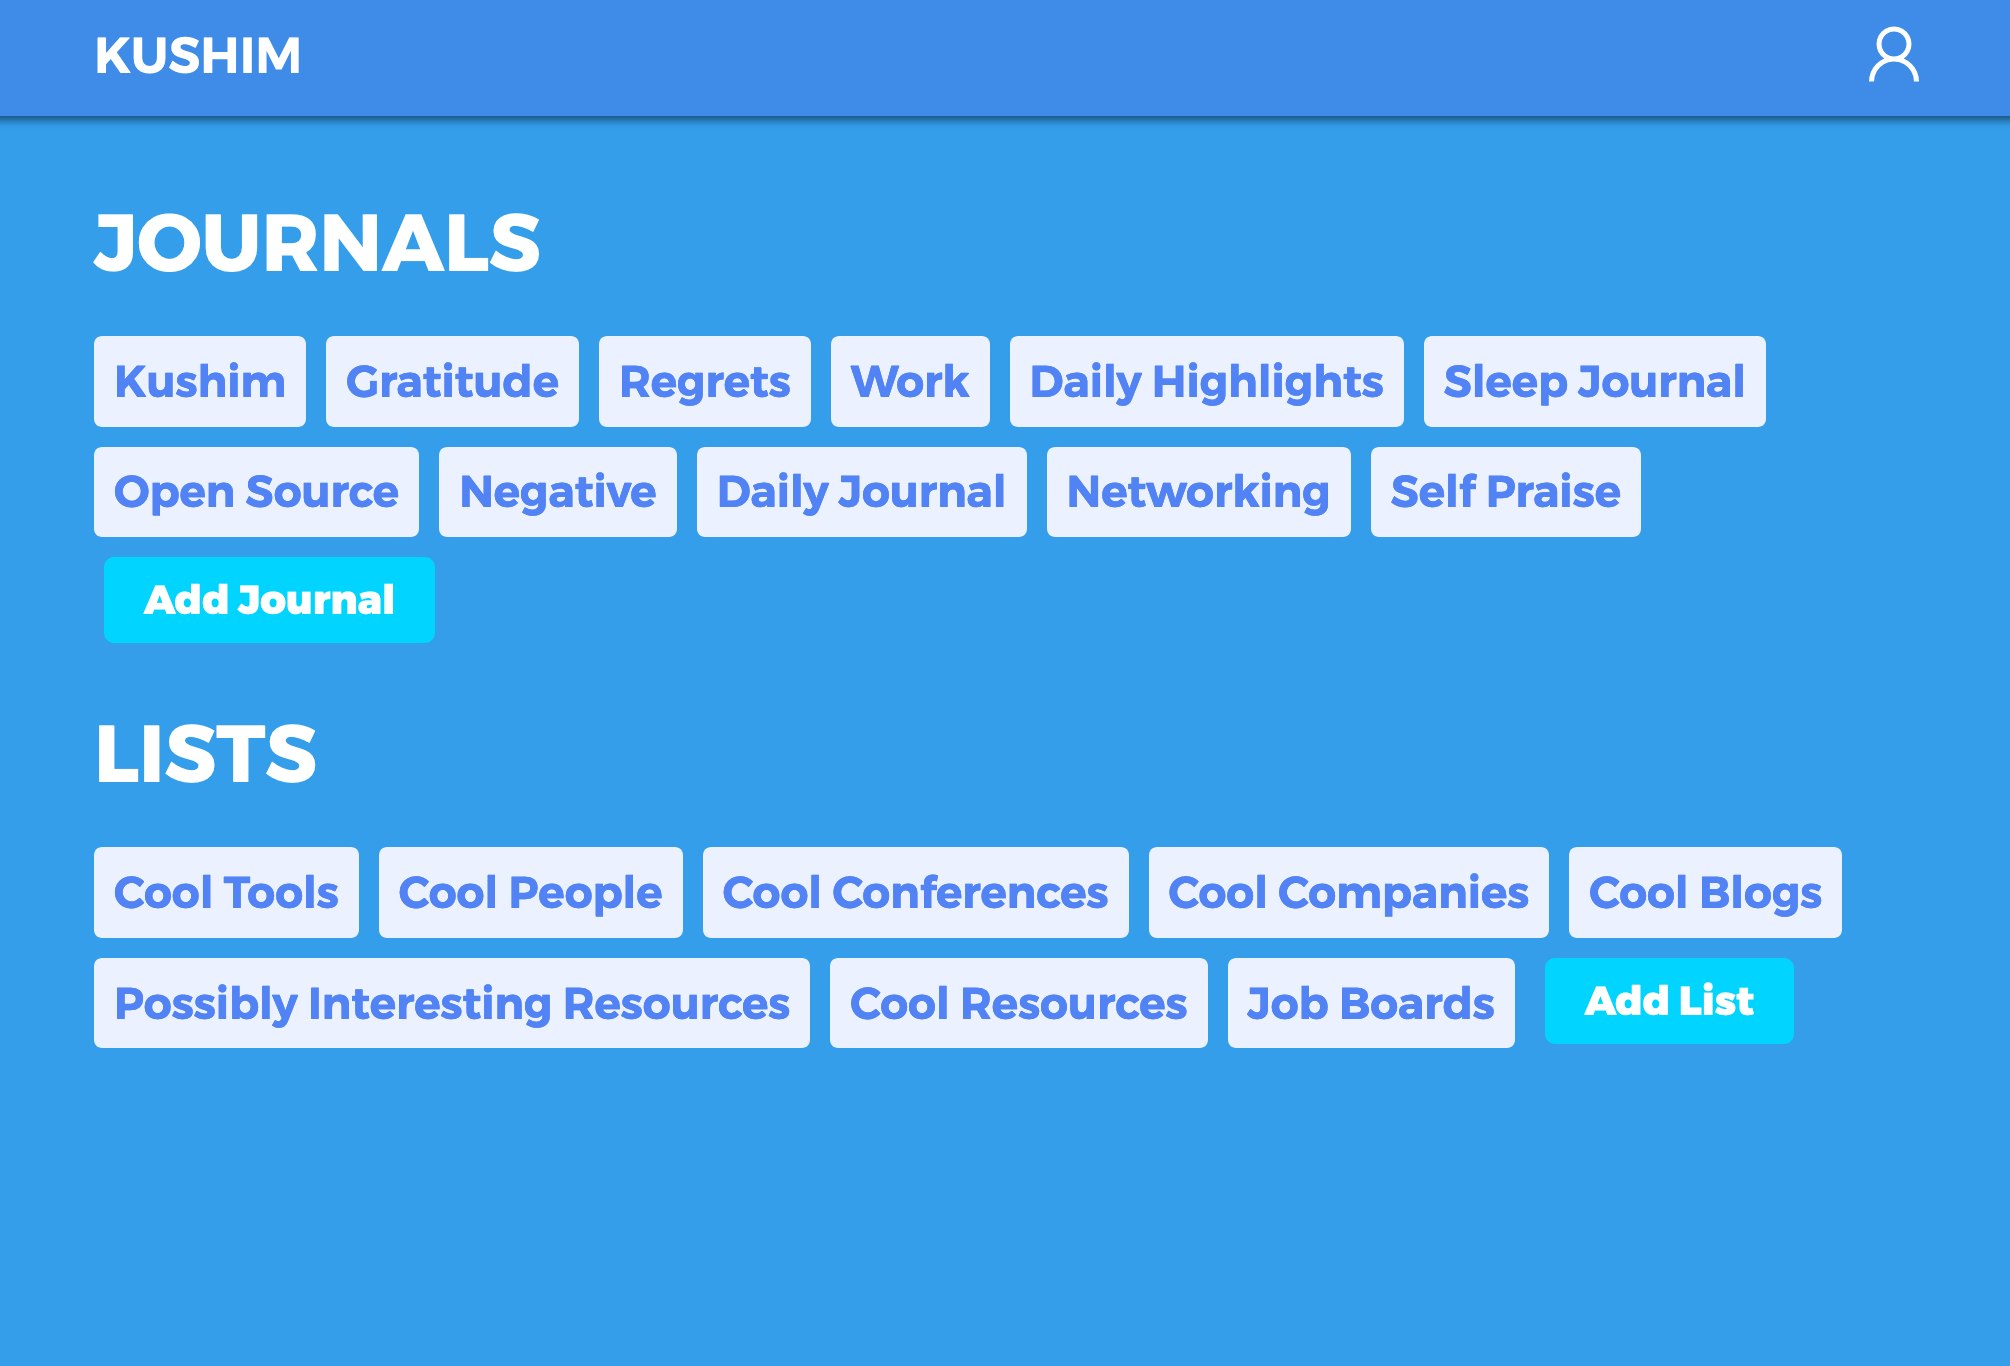 KUSHIM
JOURNALS
Kushim Gratitude Regrets Work Daily Highlights Sleep Journal
Open Source Negative Daily Journal Networking Self Praise
Add Journal
LISTS
Cool Tools Cool People Cool Conferences Cool Companies Cool Blogs
Possibly Interesting Resources Cool Resources Job Boards Add List